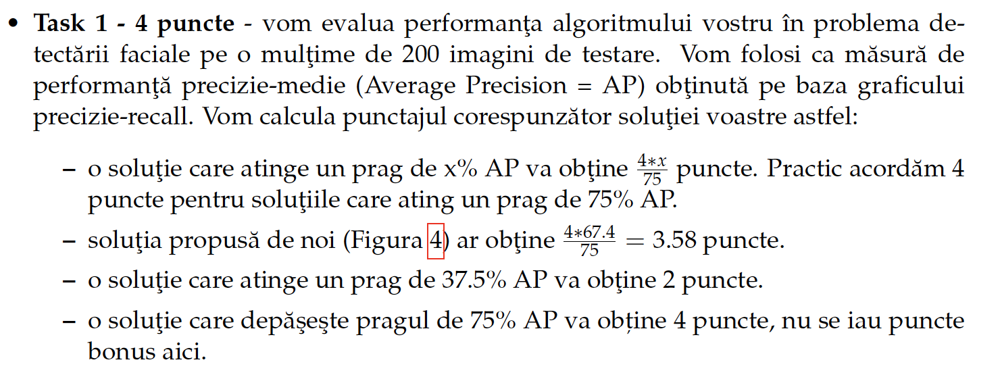 • Task 1 - 4 puncte - vom evalua performanţa algoritmului vostru în problema de-
tectării faciale pe o mulţime de 200 imagini de testare. Vom folosi ca măsură de
performanţă precizie-medie (Average Precision = AP) obţinută pe baza graficului
precizie-recall. Vom calcula punctajul corespunzător soluţiei voastre astfel:
– o soluţie care atinge un prag de x% AP va obţine 4∗x/75 puncte. Practic acordăm 4
puncte pentru soluţiile care ating un prag de 75% AP.
– soluţia propusă de noi (Figura 4) ar obţine 4∗67.4/75 = 3.58 puncte.
– o soluţie care atinge un prag de 37.5% AP va obţine 2 puncte.
– o soluţie care depăşeşte pragul de 75% AP va obține 4 puncte, nu se iau puncte
bonus aici.